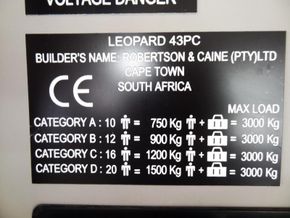 VOLTAGE DANGER
LEOPARD 43PC
BUILDER'S NAME: ROBERTSON & CAINE (PTY)LTD
CAPE TOWN
SOUTH AFRICA
CE
MAX LOAD
CATEGORY A : 10 = 750 Kg + = 3000 Kg
CATEGORY B : 12 = 900 Kg + = 3000 Kg
CATEGORY C : 16 = 1200 Kg + = 3000 Kg
CATEGORY D : 20 = 1500 Kg + = 3000 Kg